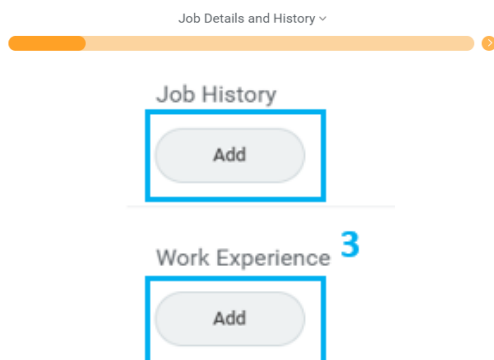 Job Details and History
Job History
Add
Work Experience 3
Add